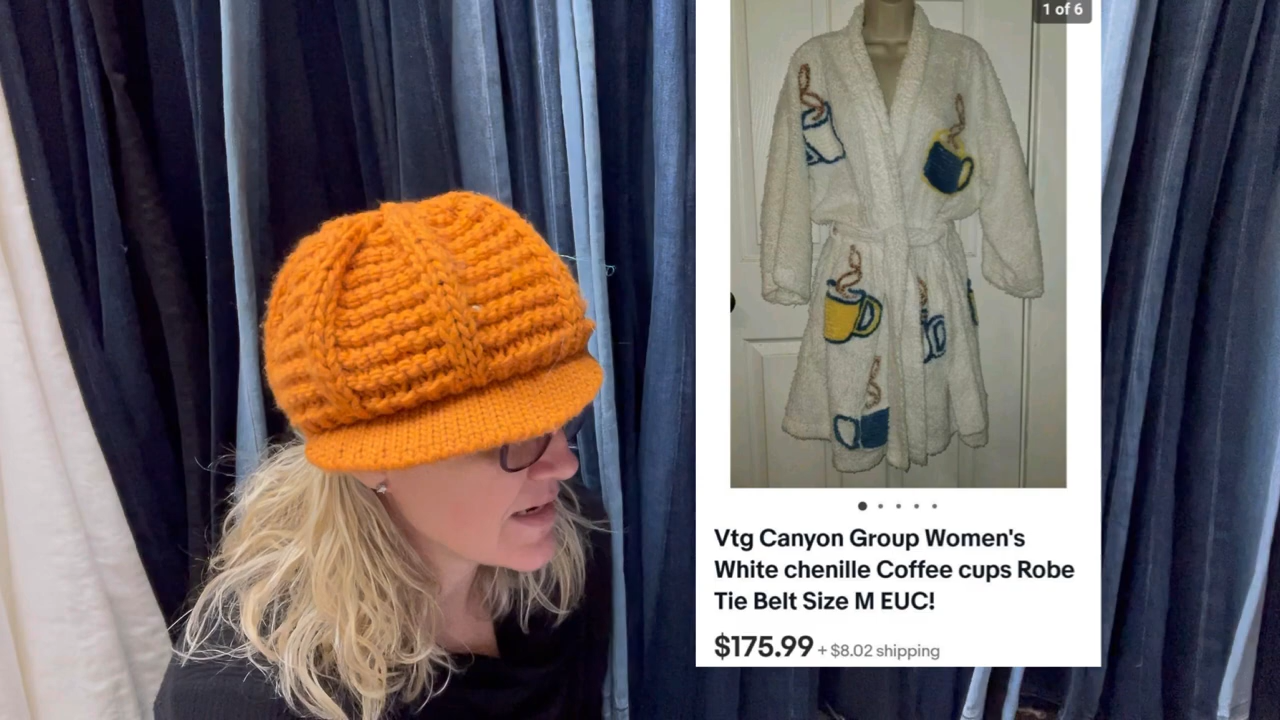 1 of 6
Vtg Canyon Group Women's
White chenille Coffee cups Robe
Tie Belt Size M EUC!
$175.99 + $8.02 shipping